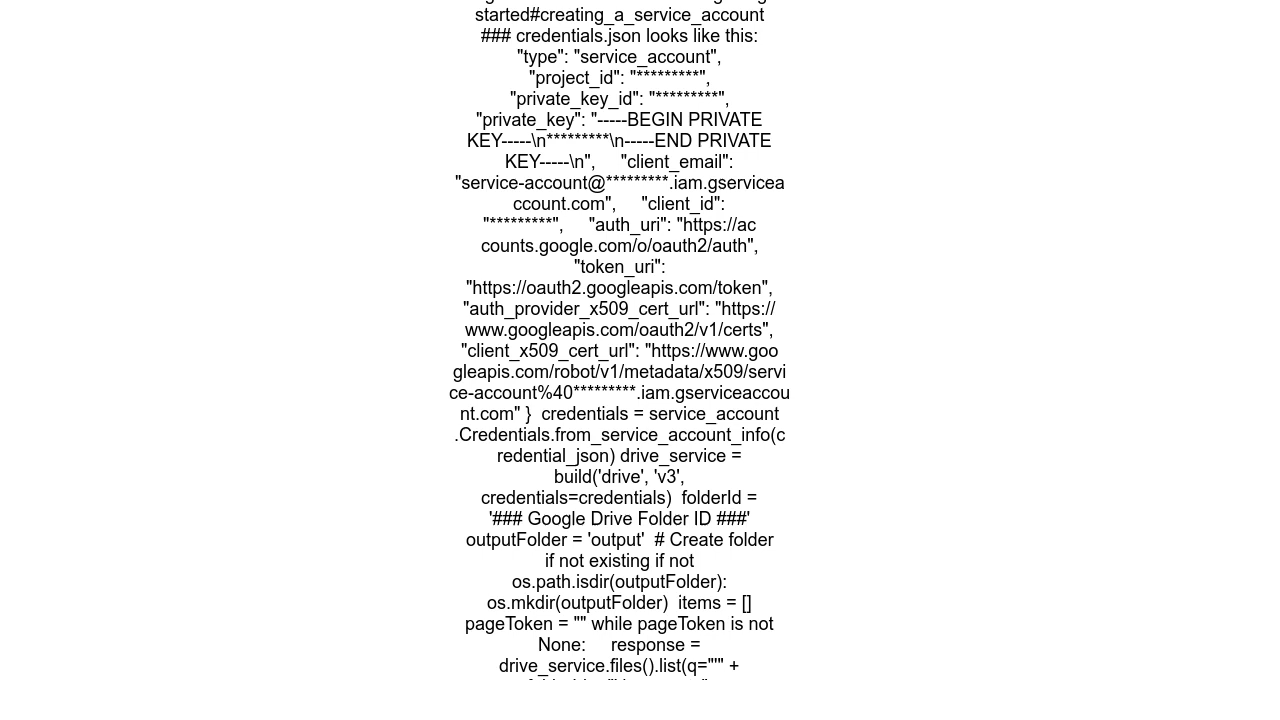 started#creating_a_service_account
### credentials.json looks like this:
"type": "service_account",
"project_id": "*********",
"private_key_id": "*********",
"private_key": "-----BEGIN PRIVATE
KEY-----\n*********\n-----END PRIVATE
KEY-----\n",     "client_email":
"service-account@*********.iam.gservicea
ccount.com",     "client_id":
"*********",     "auth_uri": "https://ac
counts.google.com/o/oauth2/auth",
"token_uri":
"https://oauth2.googleapis.com/token",
"auth_provider_x509_cert_url": "https://
www.googleapis.com/oauth2/v1/certs",
"client_x509_cert_url": "https://www.goo
gleapis.com/robot/v1/metadata/x509/servi
ce-account%40*********.iam.gserviceaccou
nt.com" }  credentials = service_account
.Credentials.from_service_account_info(c
redential_json) drive_service =
build('drive', 'v3',
credentials=credentials)  folderId =
'### Google Drive Folder ID ###'
outputFolder = 'output'  # Create folder
if not existing if not
os.path.isdir(outputFolder):
os.mkdir(outputFolder)  items = []
pageToken = "" while pageToken is not
None:     response =
drive_service.files().list(q="'" +